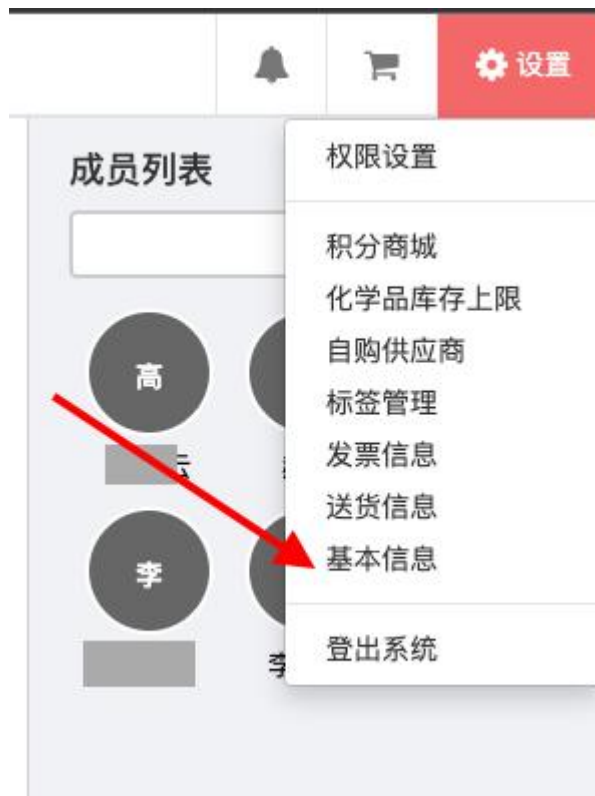 设置
成员列表
权限设置
积分商城
化学品库存上限
自购供应商
标签管理
发票信息
送货信息
基本信息
登出系统
高
李
李